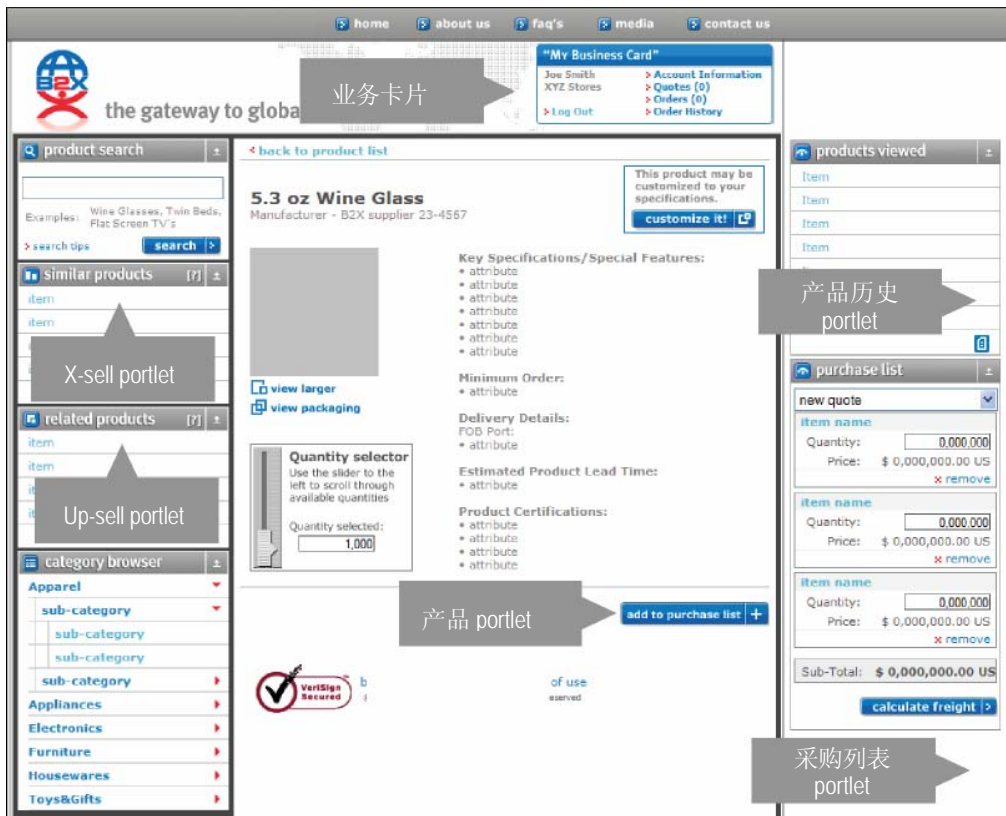 home about us faq's media contact us
B2X
the gateway to globa
业务卡片
"My Business Card"
Joe Smith
XYZ Stores
Log Out
Account Information
Quotes (0)
Orders (0)
Order History
product search
Examples: Wine Glasses, Twin Beds,
Flat Screen TV's
search tips search
similar products [?]
item
item
X-sell portlet
related products [?]
item
item
Up-sell portlet
category browser
Apparel
sub-category
sub-category
sub-category
sub-category
Appliances
Electronics
Furniture
Housewares
Toys&Gifts
back to product list
5.3 oz Wine Glass
Manufacturer - B2X supplier 23-4567
This product may be
customized to your
specifications.
customize it!
view larger
view packaging
Quantity selector
Use the slider to the
left to scroll through
available quantities
Quantity selected:
1,000
Key Specifications/Special Features:
• attribute
• attribute
• attribute
• attribute
• attribute
• attribute
• attribute
Minimum Order:
• attribute
Delivery Details:
FOB Port:
• attribute
Estimated Product Lead Time:
• attribute
Product Certifications:
• attribute
• attribute
• attribute
• attribute
产品 portlet
add to purchase list +
VeriSign
Secured
of use
eserved
products viewed
Item
Item
Item
Item
产品历史
portlet
purchase list
new quote
item name
Quantity: 0,000,000
Price: $ 0,000,000.00 US
× remove
item name
Quantity: 0,000,000
Price: $ 0,000,000.00 US
× remove
item name
Quantity: 0,000,000
Price: $ 0,000,000.00 US
× remove
Sub-Total: $ 0,000,000.00 US
calculate freight
采购列表
portlet